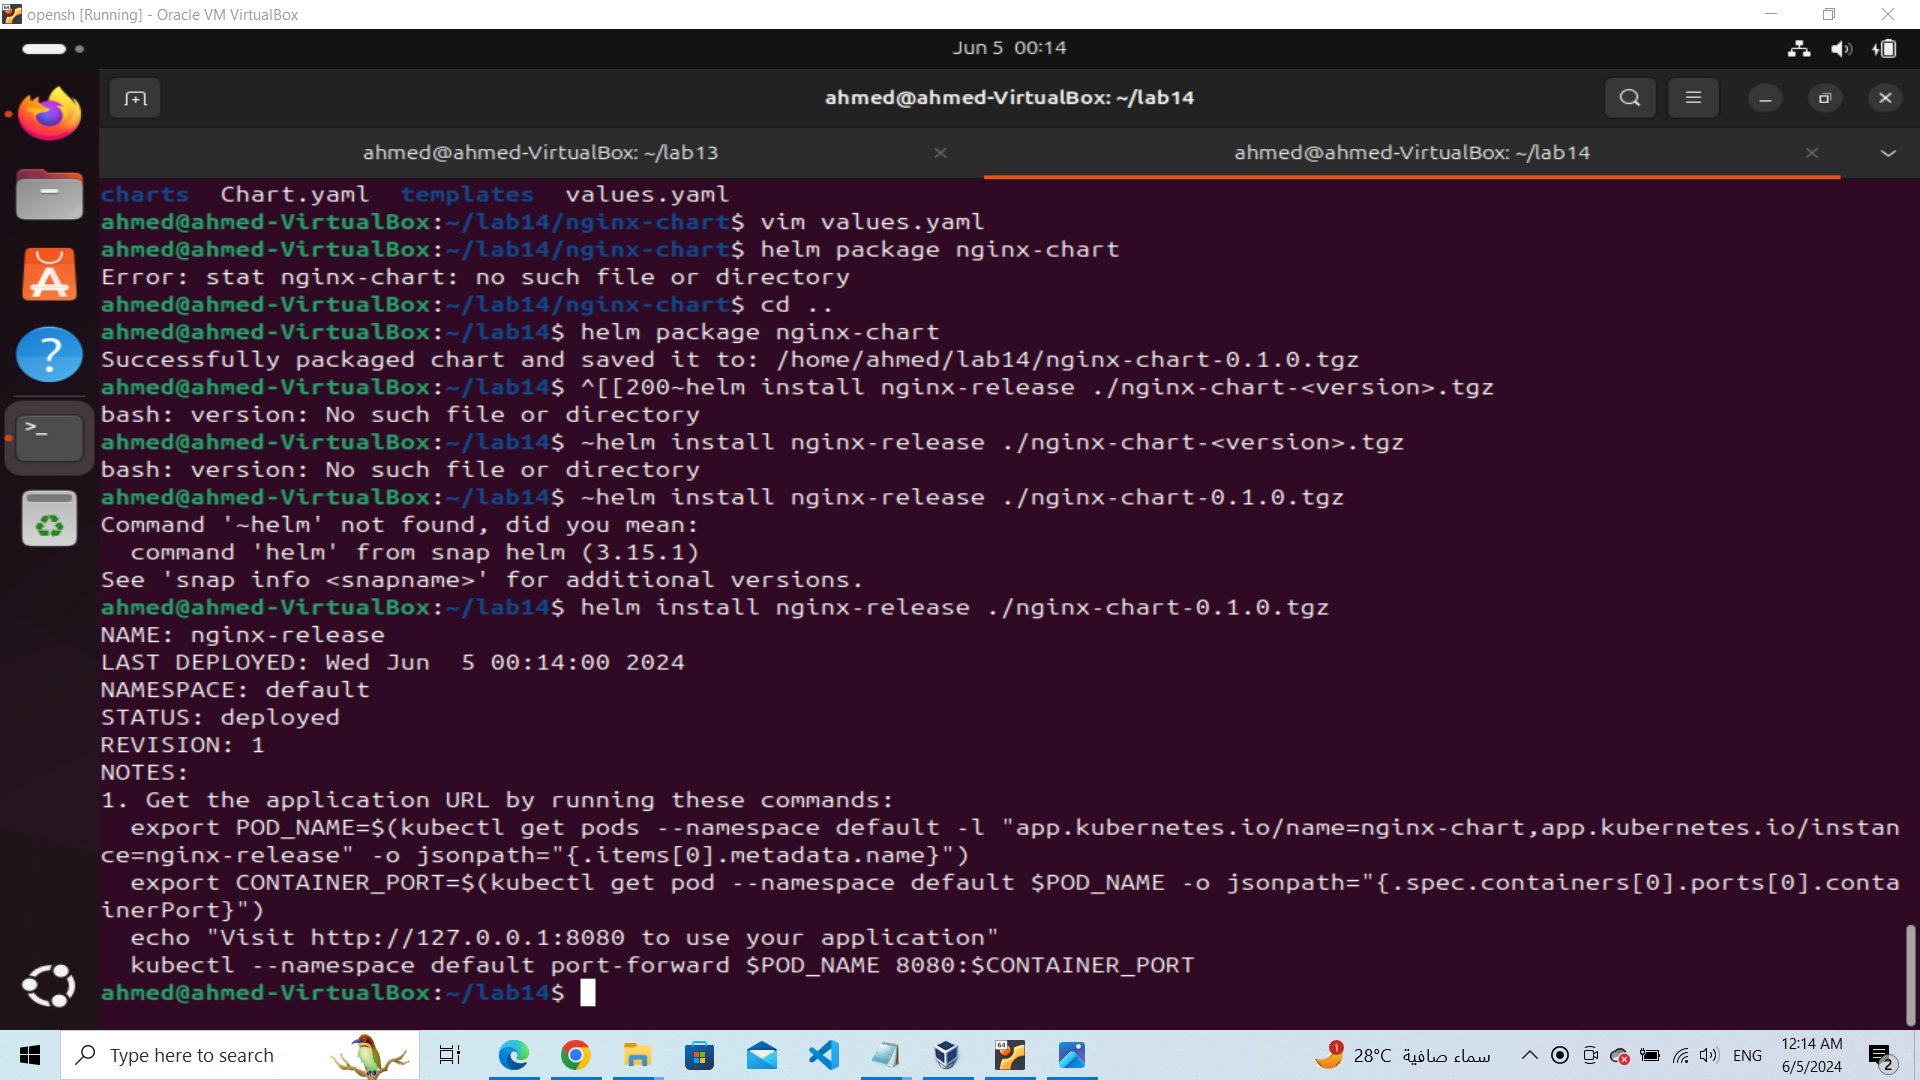 opensh [Running] - Oracle VM VirtualBox
Jun 5 00:14
ahmed@ahmed-VirtualBox: ~/lab14
ahmed@ahmed-VirtualBox: ~/lab13
ahmed@ahmed-VirtualBox: ~/lab14
charts  Chart.yaml  templates  values.yaml
ahmed@ahmed-VirtualBox:~/lab14/nginx-chart$ vim values.yaml
ahmed@ahmed-VirtualBox:~/lab14/nginx-chart$ helm package nginx-chart
Error: stat nginx-chart: no such file or directory
ahmed@ahmed-VirtualBox:~/lab14/nginx-chart$ cd ..
ahmed@ahmed-VirtualBox:~/lab14$ helm package nginx-chart
Successfully packaged chart and saved it to: /home/ahmed/lab14/nginx-chart-0.1.0.tgz
ahmed@ahmed-VirtualBox:~/lab14$ ^[[200~helm install nginx-release ./nginx-chart-<version>.tgz
bash: version: No such file or directory
ahmed@ahmed-VirtualBox:~/lab14$ ~helm install nginx-release ./nginx-chart-<version>.tgz
bash: version: No such file or directory
ahmed@ahmed-VirtualBox:~/lab14$ ~helm install nginx-release ./nginx-chart-0.1.0.tgz
Command '~helm' not found, did you mean:
  command 'helm' from snap helm (3.15.1)
See 'snap info <snapname>' for additional versions.
ahmed@ahmed-VirtualBox:~/lab14$ helm install nginx-release ./nginx-chart-0.1.0.tgz
NAME: nginx-release
LAST DEPLOYED: Wed Jun  5 00:14:00 2024
NAMESPACE: default
STATUS: deployed
REVISION: 1
NOTES:
1. Get the application URL by running these commands:
  export POD_NAME=$(kubectl get pods --namespace default -l "app.kubernetes.io/name=nginx-chart,app.kubernetes.io/instan
ce=nginx-release" -o jsonpath="{.items[0].metadata.name}")
  export CONTAINER_PORT=$(kubectl get pod --namespace default $POD_NAME -o jsonpath="{.spec.containers[0].ports[0].conta
inerPort}")
  echo "Visit http://127.0.0.1:8080 to use your application"
  kubectl --namespace default port-forward $POD_NAME 8080:$CONTAINER_PORT
ahmed@ahmed-VirtualBox:~/lab14$
Type here to search
64
1
28°C سماء صافية
ENG
12:14 AM
6/5/2024
2